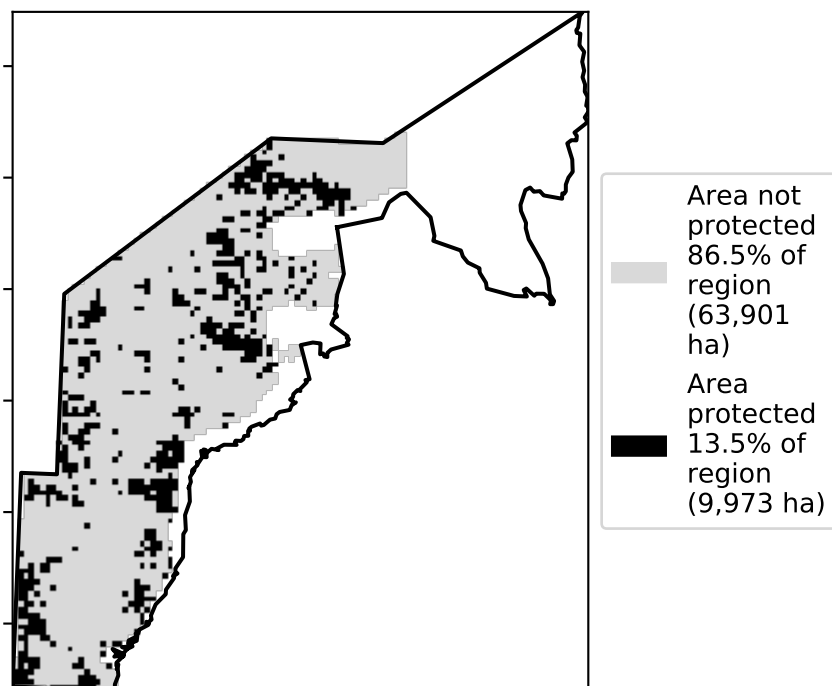 Area not
protected
86.5% of
region
(63,901
ha)
Area
protected
13.5% of
region
(9,973 ha)